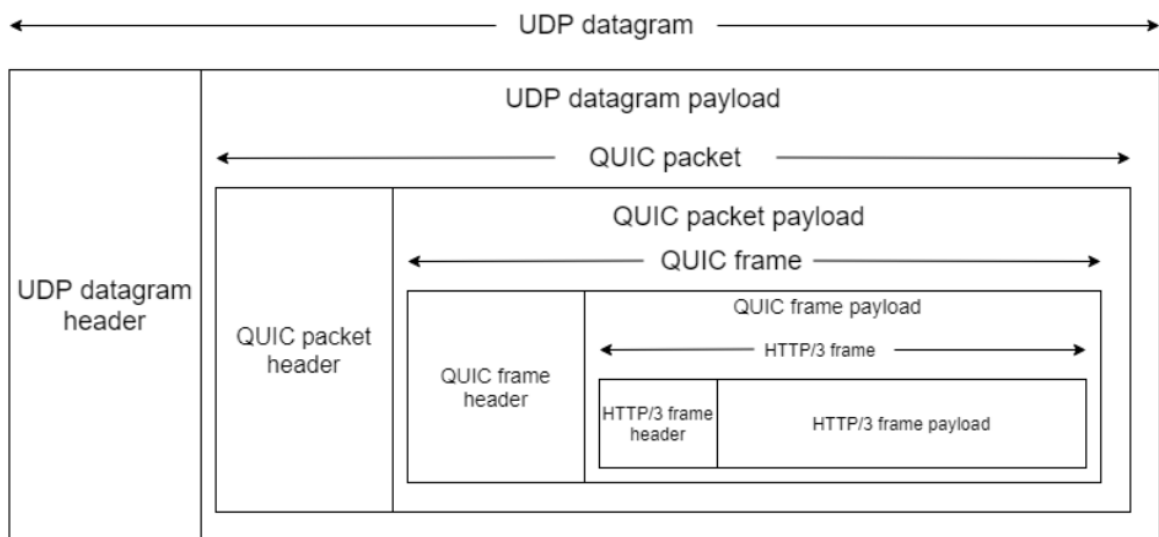 UDP datagram
UDP datagram payload
QUIC packet
QUIC packet payload
QUIC frame
UDP datagram
header
QUIC packet
header
QUIC frame
header
QUIC frame payload
HTTP/3 frame
HTTP/3 frame
header
HTTP/3 frame payload